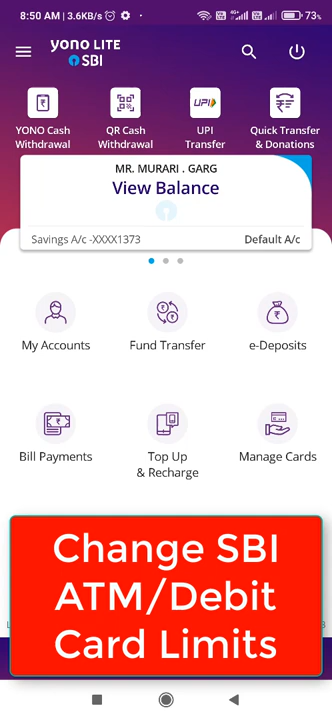 8:50 AM | 3.6KB/s
4G+
73%
yono LITE
SBI
UPI
YONO Cash Withdrawal
QR Cash Withdrawal
UPI Transfer
Quick Transfer & Donations
MR. MURARI . GARG
View Balance
Savings A/c -XXXX1373
Default A/c
My Accounts
Fund Transfer
e-Deposits
Bill Payments
Top Up & Recharge
Manage Cards
Change SBI
ATM/Debit
Card Limits